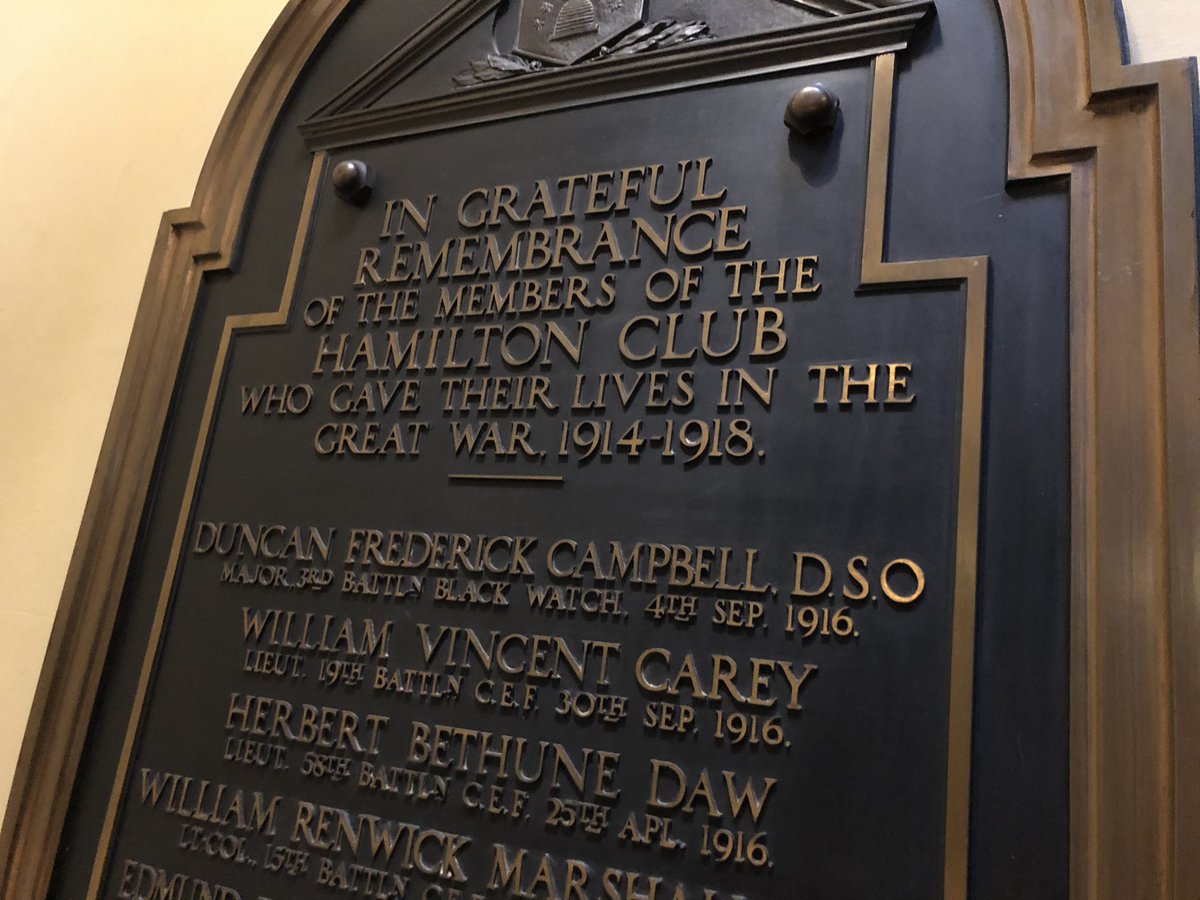 IN GRATEFUL
REMEMBRANCE
OF THE MEMBERS OF THE
HAMILTON CLUB
WHO GAVE THEIR LIVES IN THE
GREAT WAR, 1914-1918.
DUNCAN FREDERICK CAMPBELL, D.S.O
MAJOR, 3RD BATTLN BLACK WATCH, 4TH SEP. 1916.
WILLIAM VINCENT CAREY
LIEUT. 19TH BATTLN C.E.F. 30TH SEP. 1916.
HERBERT BETHUNE DAW
LIEUT. 58TH BATTLN C.E.F. 25TH APL. 1916.
WILLIAM RENWICK MARSHALL
LT-COL., 15TH BATTLN C.E.F.
EDMUND